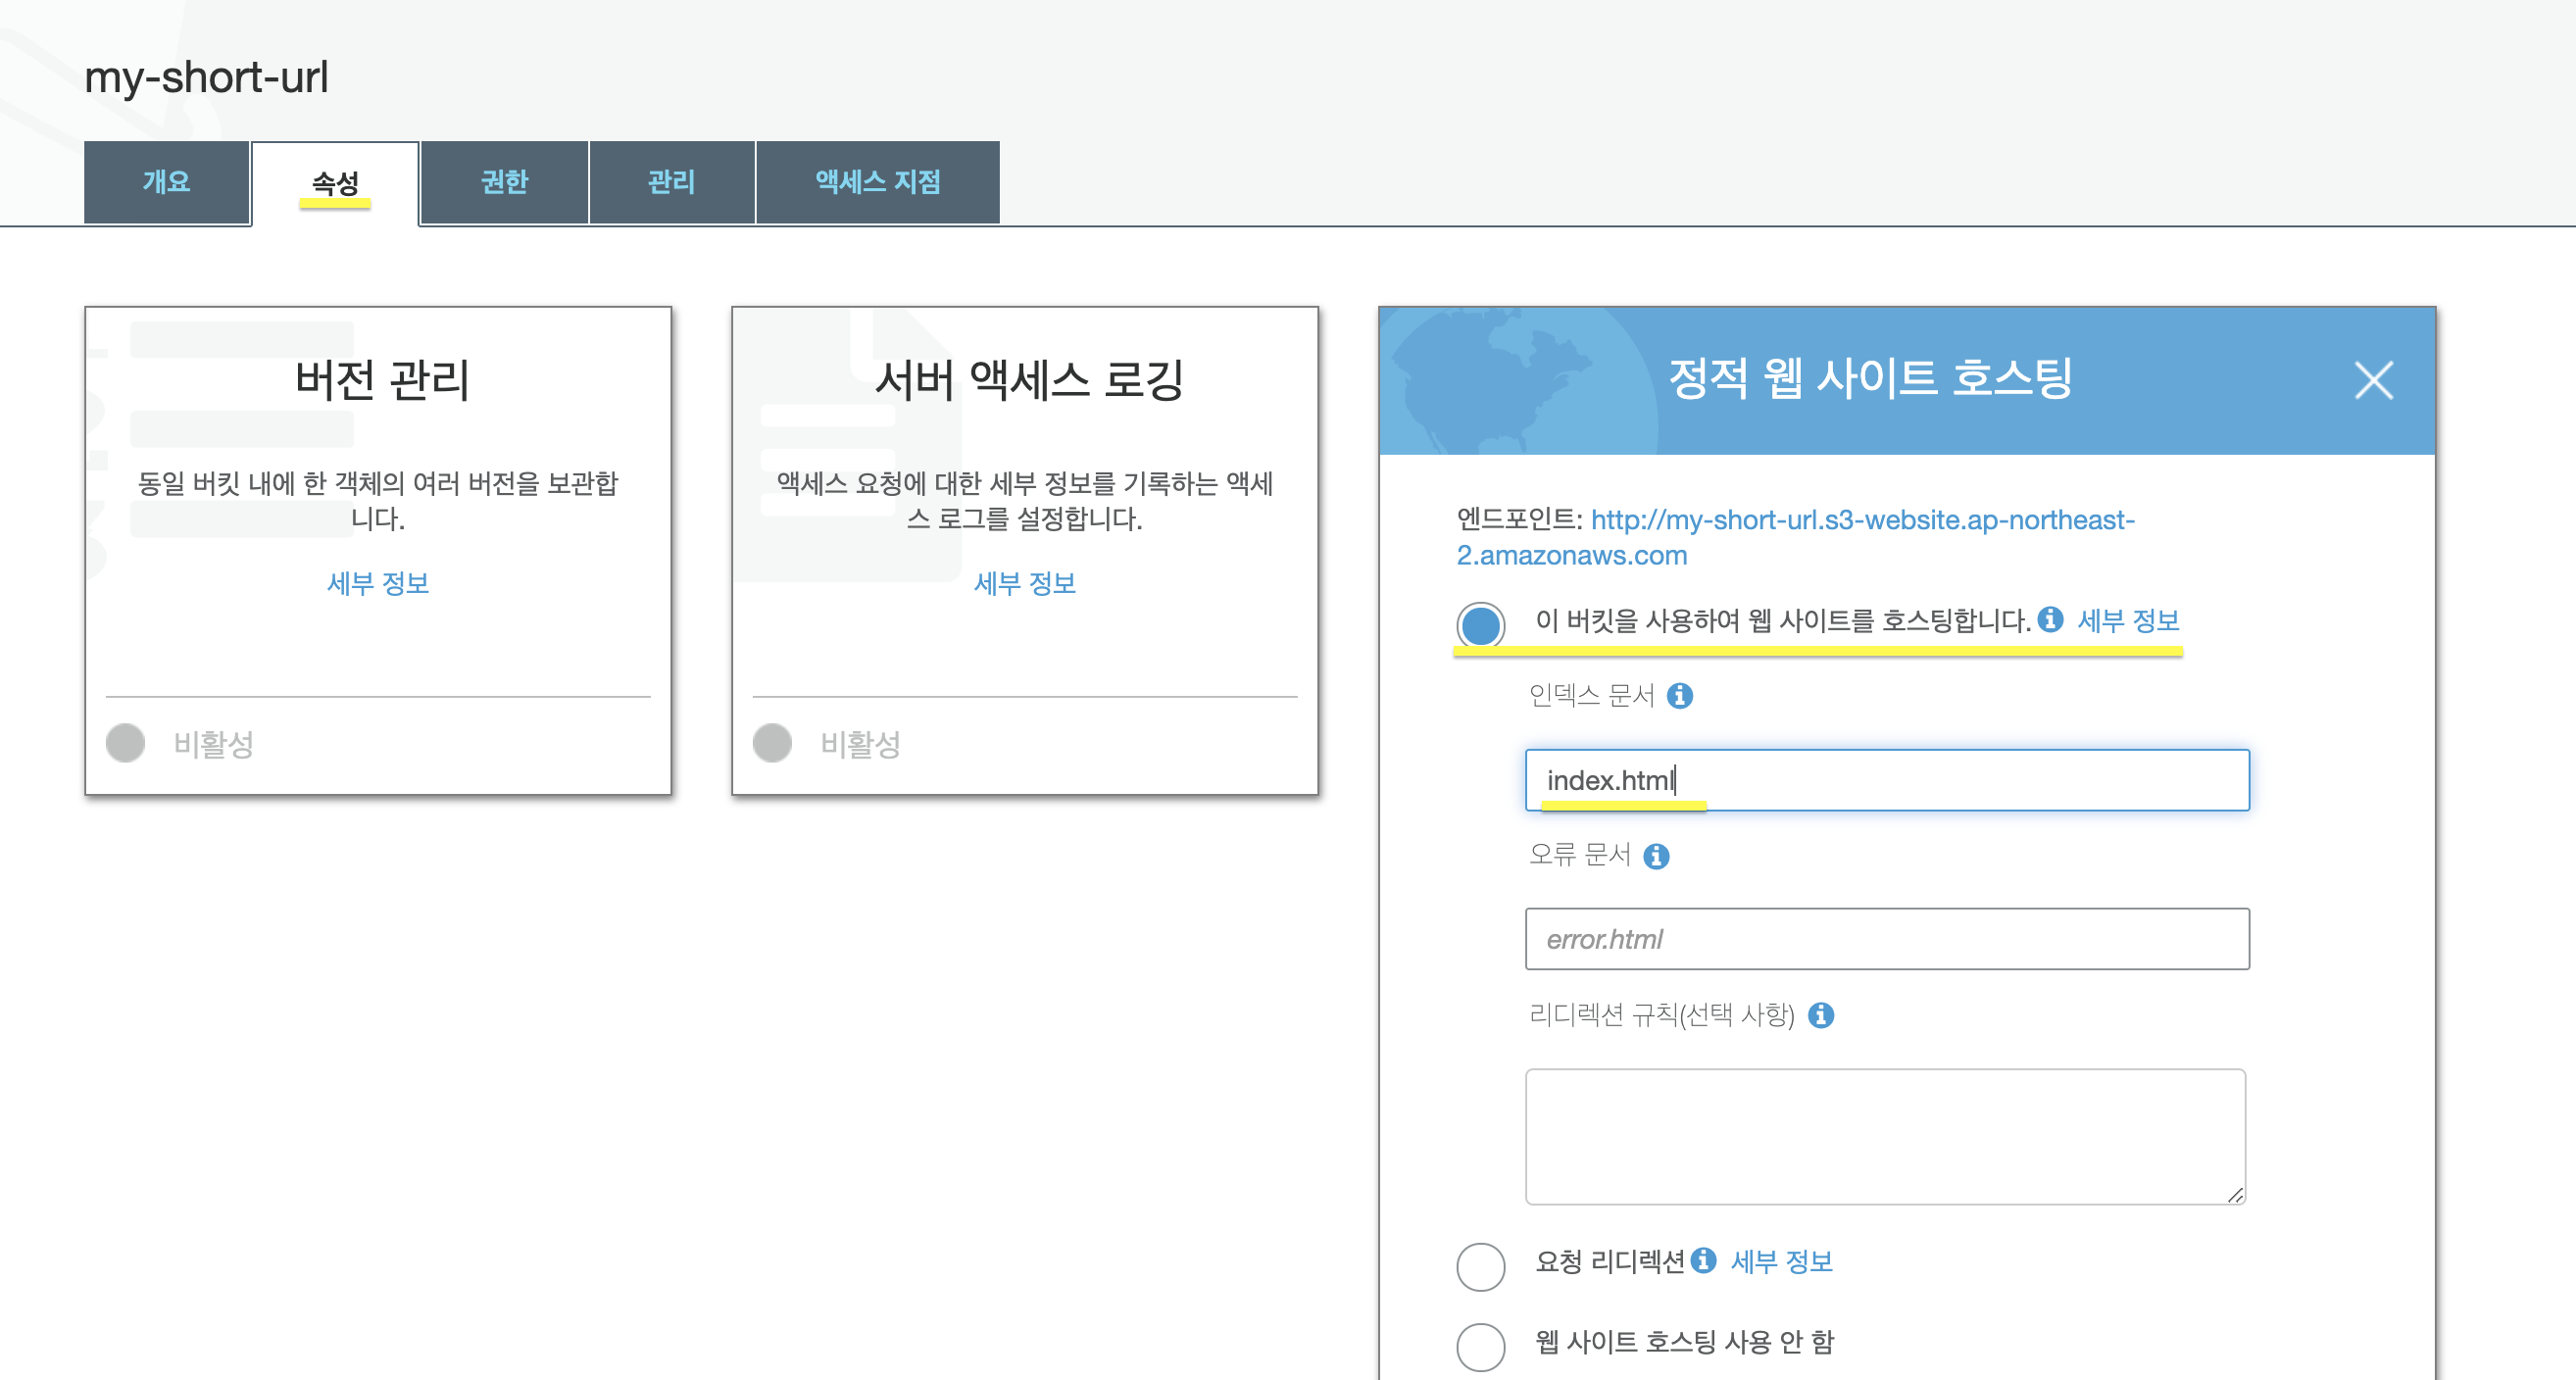 my-short-url
개요
속성
권한
관리
액세스 지점
버전 관리
동일 버킷 내에 한 객체의 여러 버전을 보관합
니다.
세부 정보
비활성
서버 액세스 로깅
액세스 요청에 대한 세부 정보를 기록하는 액세
스 로그를 설정합니다.
세부 정보
비활성
정적 웹 사이트 호스팅
엔드포인트: http://my-short-url.s3-website.ap-northeast-
2.amazonaws.com
이 버킷을 사용하여 웹 사이트를 호스팅합니다. 세부 정보
인덱스 문서
index.html
오류 문서
error.html
리디렉션 규칙(선택 사항)
요청 리디렉션 세부 정보
웹 사이트 호스팅 사용 안 함